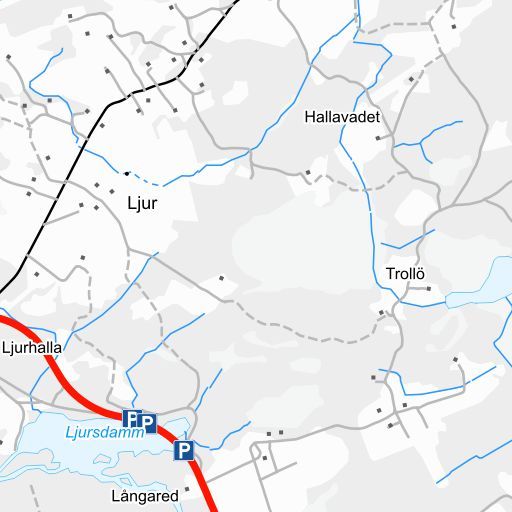 Hallavadet
Ljur
Trollö
Ljurhalla
P
P
Ljursdamm
P
Långared